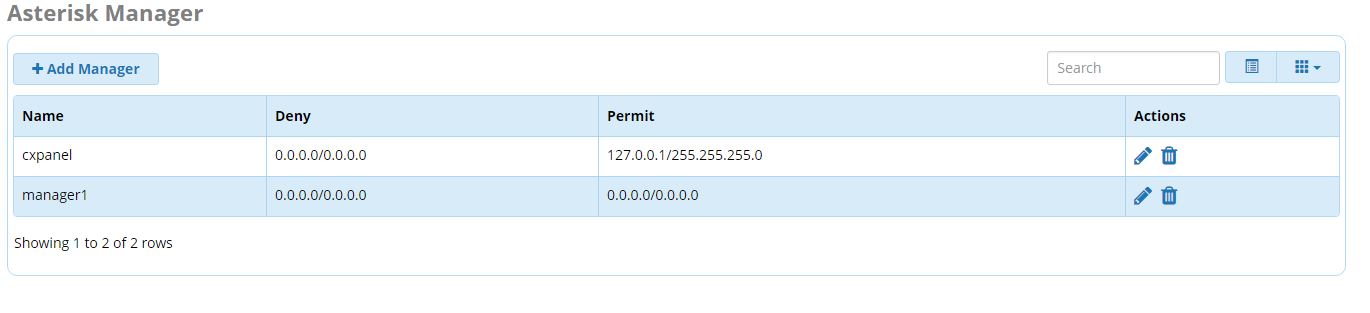 Asterisk Manager
+ Add Manager
Search
Name Deny Permit Actions
cxpanel 0.0.0.0/0.0.0.0 127.0.0.1/255.255.255.0
manager1 0.0.0.0/0.0.0.0 0.0.0.0/0.0.0.0
Showing 1 to 2 of 2 rows